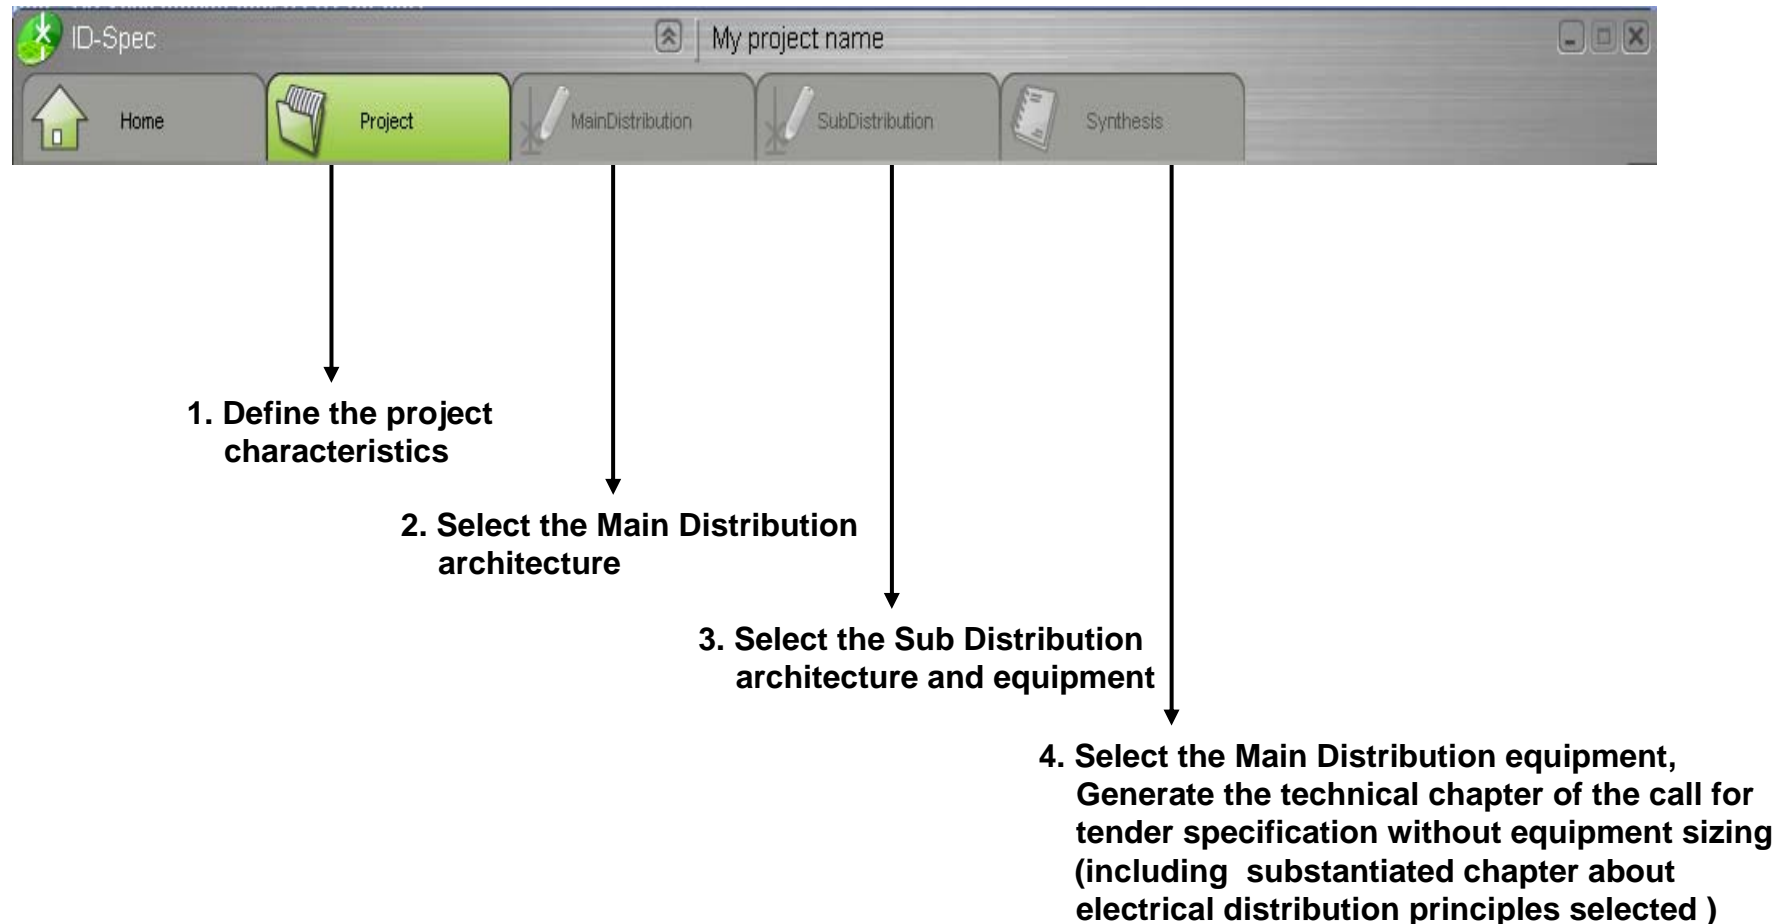 ID-Spec
My project name
Home
Project
MainDistribution
SubDistribution
Synthesis
1. Define the project
characteristics
2. Select the Main Distribution
architecture
3. Select the Sub Distribution
architecture and equipment
4. Select the Main Distribution equipment,
Generate the technical chapter of the call for
tender specification without equipment sizing
(including  substantiated chapter about
electrical distribution principles selected )